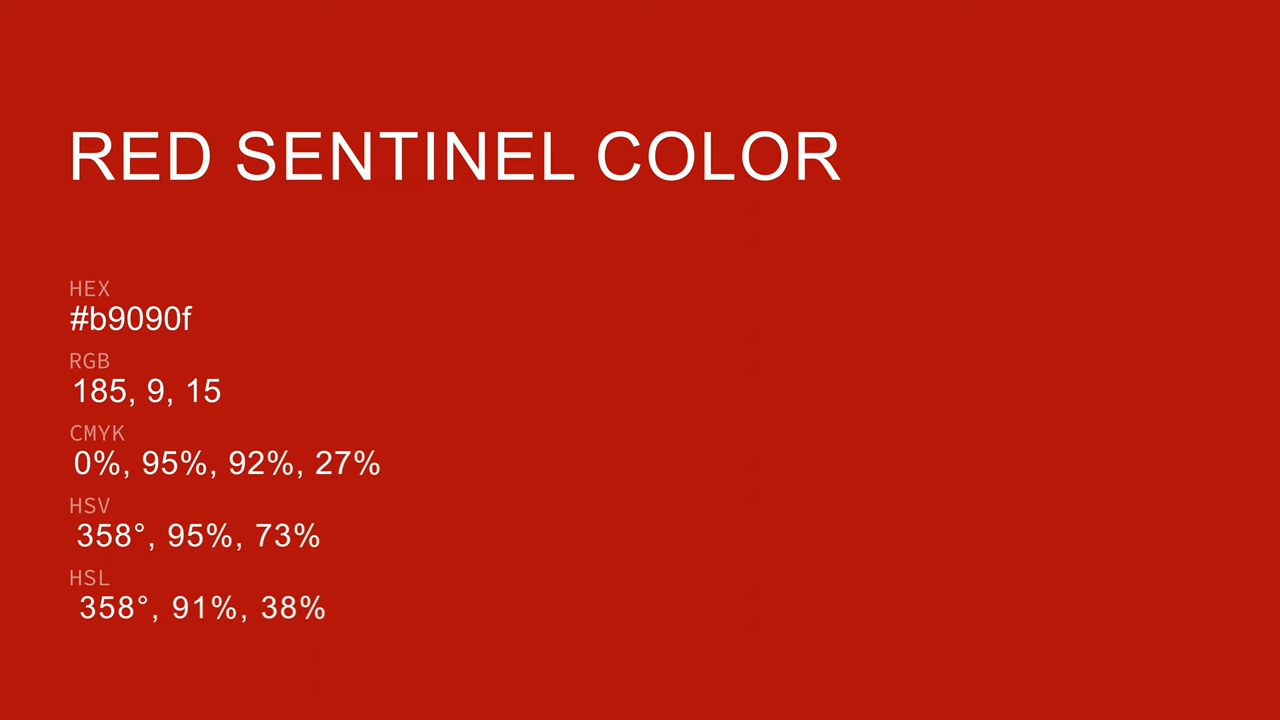 RED SENTINEL COLOR
HEX
#b9090f
RGB
185, 9, 15
CMYK
0%, 95%, 92%, 27%
HSV
358°, 95%, 73%
HSL
358°, 91%, 38%